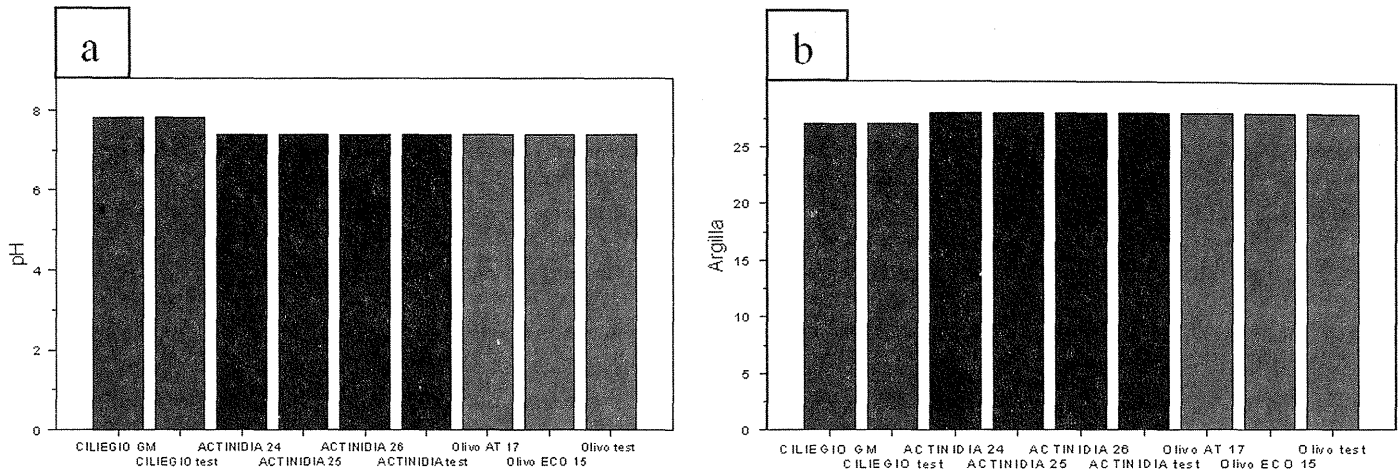 a
pH
8
6
4
2
0
CILIEGIO GM ACTINIDIA 24 ACTINIDIA 26 Olivo AT 17 Olivo test
CILIEGIO test ACTINIDIA 25 ACTINIDIA test Olivo ECO 15
b
Argilla
25
20
15
10
5
0
CILIEGIO GM ACTINIDIA 24 ACTINIDIA 26 Olivo AT 17 Olivo test
CILIEGIO test ACTINIDIA 25 ACTINIDIA test Olivo ECO 15